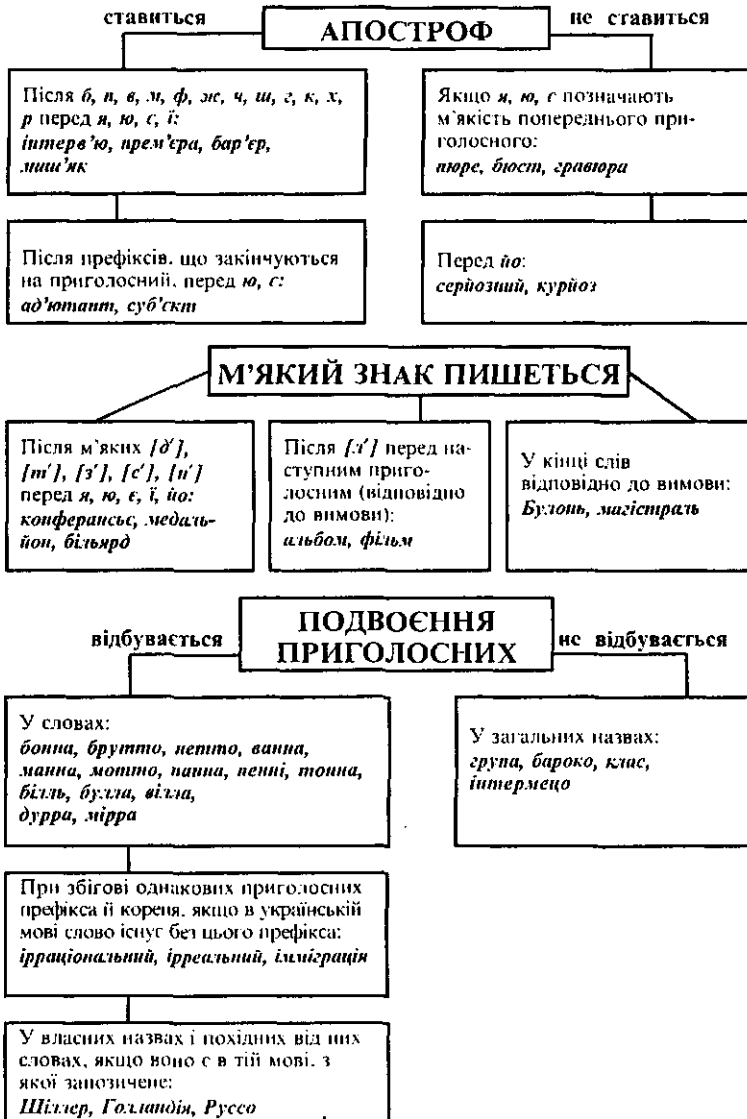 ставиться
АПОСТРОФ
не ставиться
Після б, п, в, м, ф, ж, ч, ш, г, к, х,
р перед я, ю, є, ї:
інтерв'ю, прем'єра, бар'єр,
миш'як
Якщо я, ю, є позначають
м'якість попереднього при-
голосного:
пюре, бюст, гравюра
Після префіксів, що закінчуються
на приголосний, перед ю, є:
ад'ютант, суб'єкт
Перед йо:
серйозний, курйоз
М'ЯКИЙ ЗНАК ПИШЕТЬСЯ
Після м'яких [д'],
[т'], [з'], [с'], [н']
перед я, ю, є, ї, йо:
конферансьє, медаль-
йон, більярд
Після [л'] перед на-
ступним приго-
лосним (відповідно
до вимови):
альбом, фільм
У кінці слів
відповідно до вимови:
Булонь, магістраль
відбувається
ПОДВОЄННЯ
ПРИГОЛОСНИХ
не відбувається
У словах:
бонна, брутто, нетто, ванна,
манна, мотто, панна, пенні, тонна,
білль, булла, вілла,
дурра, мірра
У загальних назвах:
група, бароко, клас,
інтермецо
При збігові однакових приголосних
префікса й кореня, якщо в українській
мові слово існує без цього префікса:
ірраціональний, ірреальний, імміграція
У власних назвах і похідних від них
словах, якщо воно є в тій мові, з
якої запозичене:
Шіллер, Голландія, Руссо